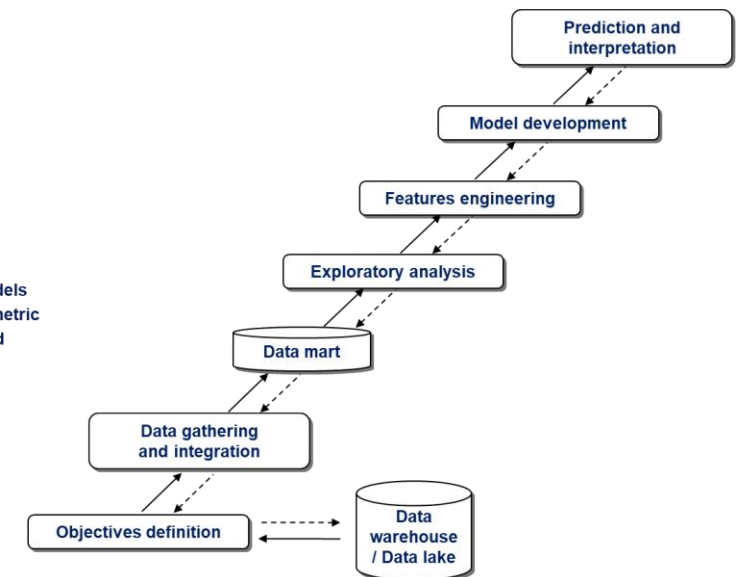 Prediction and
interpretation
Model development
Features engineering
Exploratory analysis
Data mart
Data gathering
and integration
Objectives definition
Data
warehouse
/ Data lake